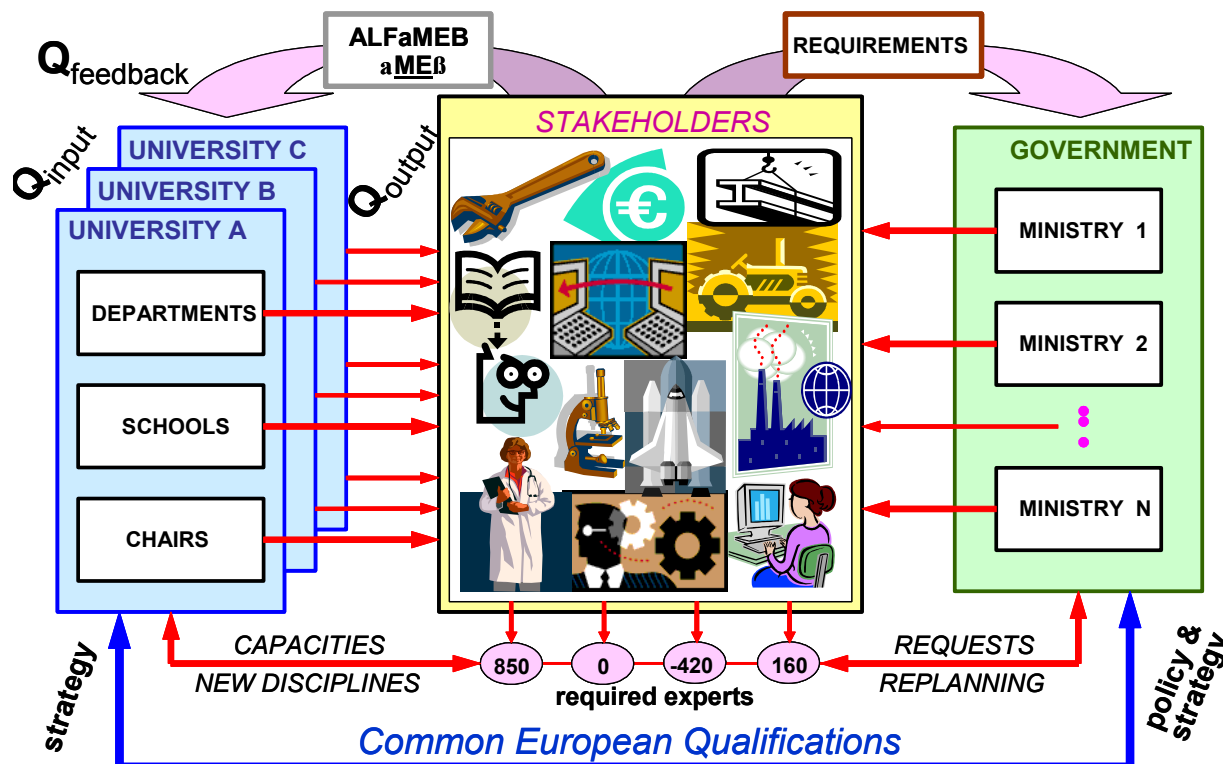 ALFaMEB
aMEß
REQUIREMENTS
Qfeedback
Qinput
Qoutput
STAKEHOLDERS
UNIVERSITY C
UNIVERSITY B
UNIVERSITY A
DEPARTMENTS
SCHOOLS
CHAIRS
€
GOVERNMENT
MINISTRY 1
MINISTRY 2
MINISTRY N
strategy
CAPACITIES
NEW DISCIPLINES
850
0
-420
160
required experts
REQUESTS
REPLANNING
policy &
strategy
Common European Qualifications